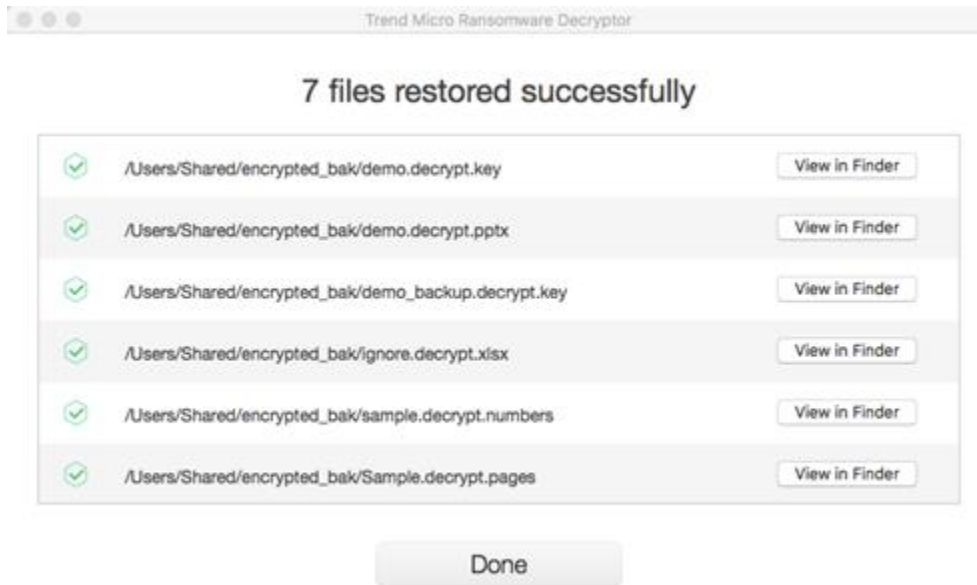 Trend Micro Ransomware Decryptor
7 files restored successfully
/Users/Shared/encrypted_bak/demo.decrypt.key View in Finder
/Users/Shared/encrypted_bak/demo.decrypt.pptx View in Finder
/Users/Shared/encrypted_bak/demo_backup.decrypt.key View in Finder
/Users/Shared/encrypted_bak/ignore.decrypt.xlsx View in Finder
/Users/Shared/encrypted_bak/sample.decrypt.numbers View in Finder
/Users/Shared/encrypted_bak/Sample.decrypt.pages View in Finder
Done